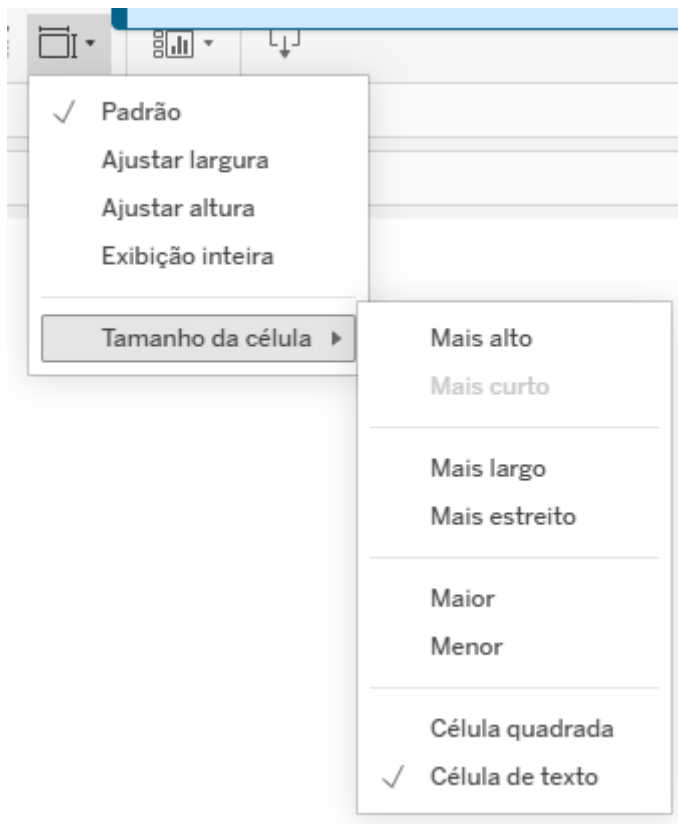 Padrão
Ajustar largura
Ajustar altura
Exibição inteira
Tamanho da célula
Mais alto
Mais curto
Mais largo
Mais estreito
Maior
Menor
Célula quadrada
Célula de texto